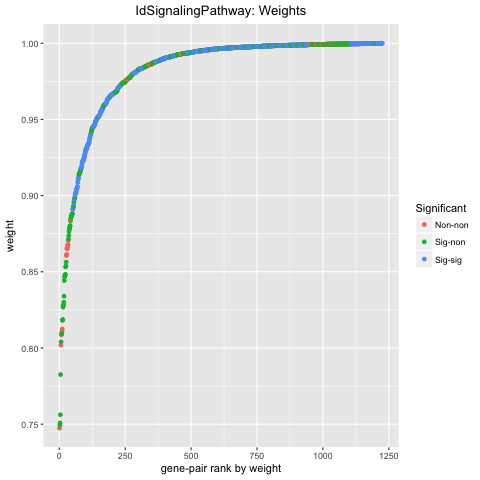 IdSignalingPathway: Weights
1.00
0.95
0.90
0.85
0.80
0.75
weight
0
250
500
750
1000
1250
gene-pair rank by weight
Significant
Non-non
Sig-non
Sig-sig